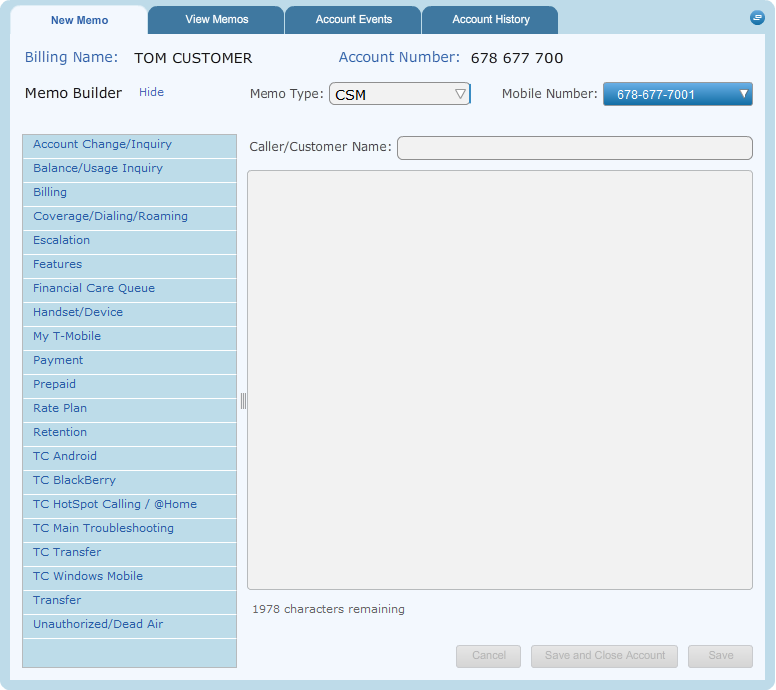 New Memo
View Memos
Account Events
Account History
Billing Name: TOM CUSTOMER Account Number: 678 677 700
Memo Builder Hide Memo Type: CSM Mobile Number: 678-677-7001
Caller/Customer Name:
Account Change/Inquiry
Balance/Usage Inquiry
Billing
Coverage/Dialing/Roaming
Escalation
Features
Financial Care Queue
Handset/Device
My T-Mobile
Payment
Prepaid
Rate Plan
Retention
TC Android
TC BlackBerry
TC HotSpot Calling / @Home
TC Main Troubleshooting
TC Transfer
TC Windows Mobile
Transfer
Unauthorized/Dead Air
1978 characters remaining
Cancel
Save and Close Account
Save